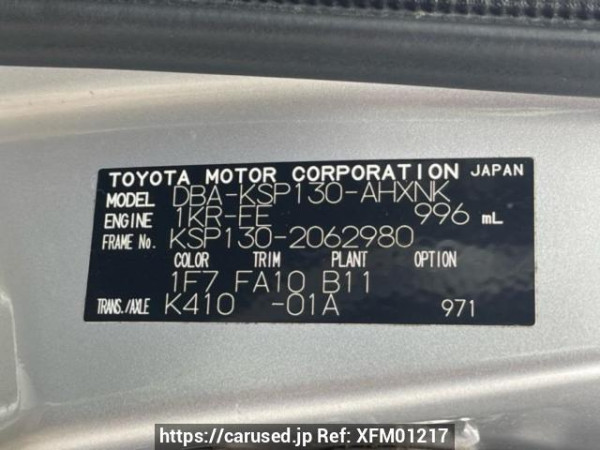 TOYOTA MOTOR CORPORATION JAPAN
MODEL DBA-KSP130-AHXNK
ENGINE 1KR-FE 996 mL
FRAME No. KSP130-2062980
COLOR TRIM PLANT OPTION
1F7 FA10 B11
TRANS./AXLE K410 -01A 971
https://carused.jp Ref: XFM01217